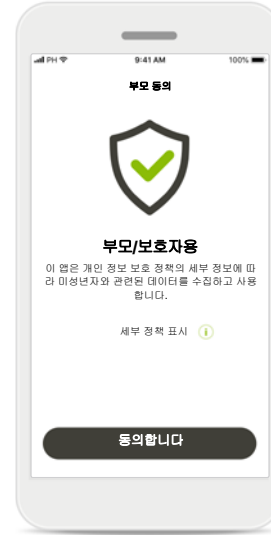 PH 9:41 AM 100%
부모 동의
부모/보호자용
이 앱은 개인 정보 보호 정책의 세부 정보에 따
라 미성년자와 관련된 데이터를 수집하고 사용
합니다.
세부 정책 표시 i
동의합니다